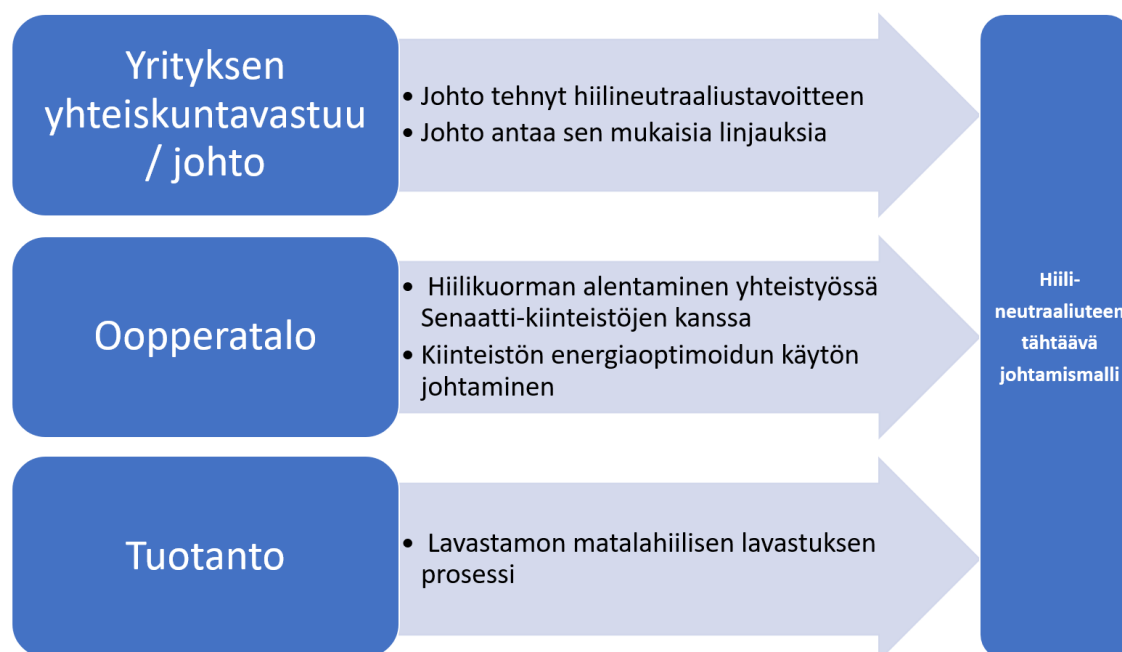 Yrityksen
yhteiskuntavastuu
/ johto
• Johto tehnyt hiilineutraaliustavoitteen
• Johto antaa sen mukaisia linjauksia
Oopperatalo
• Hiilikuorman alentaminen yhteistyössä
Senaatti-kiinteistöjen kanssa
• Kiinteistön energiaoptimoidun käytön
johtaminen
Tuotanto
• Lavastamon matalahiilisen lavastuksen
prosessi
Hiili-
neutraaliuteen
tähtäävä
johtamismalli